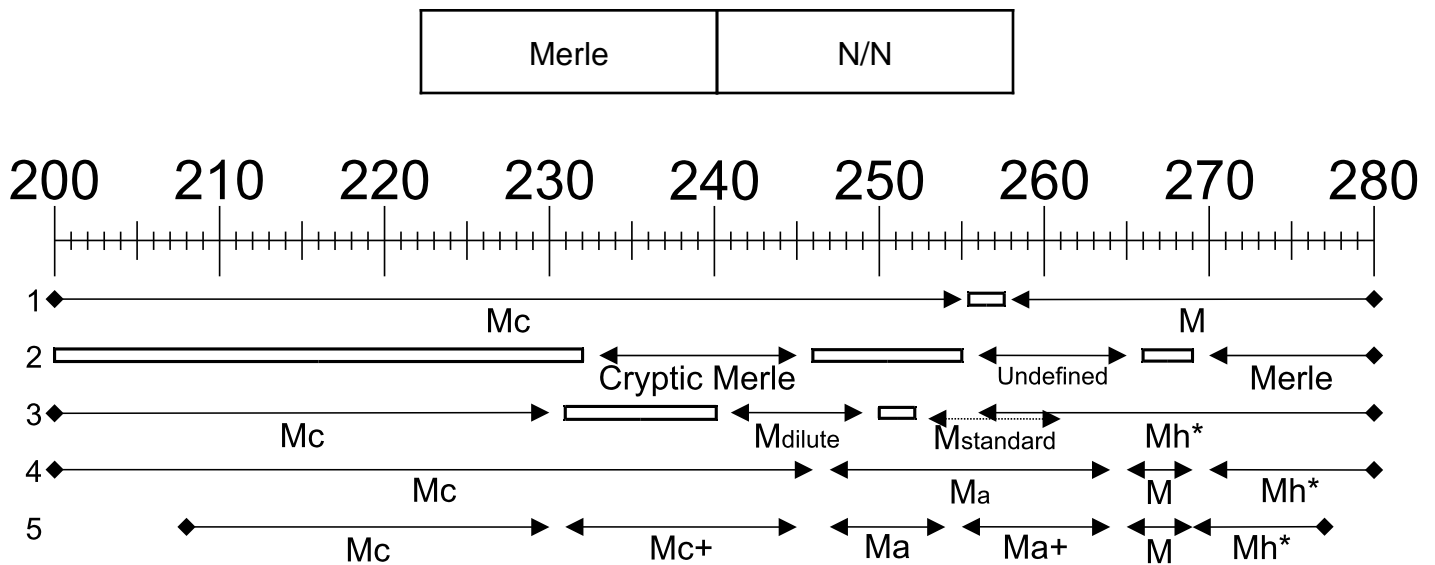 Merle N/N
200 210 220 230 240 250 260 270 280
1
Mc M
2
Cryptic Merle Undefined Merle
3
Mc Mdilute Mstandard Mh*
4
Mc Ma M Mh*
5
Mc Mc+ Ma Ma+ M Mh*